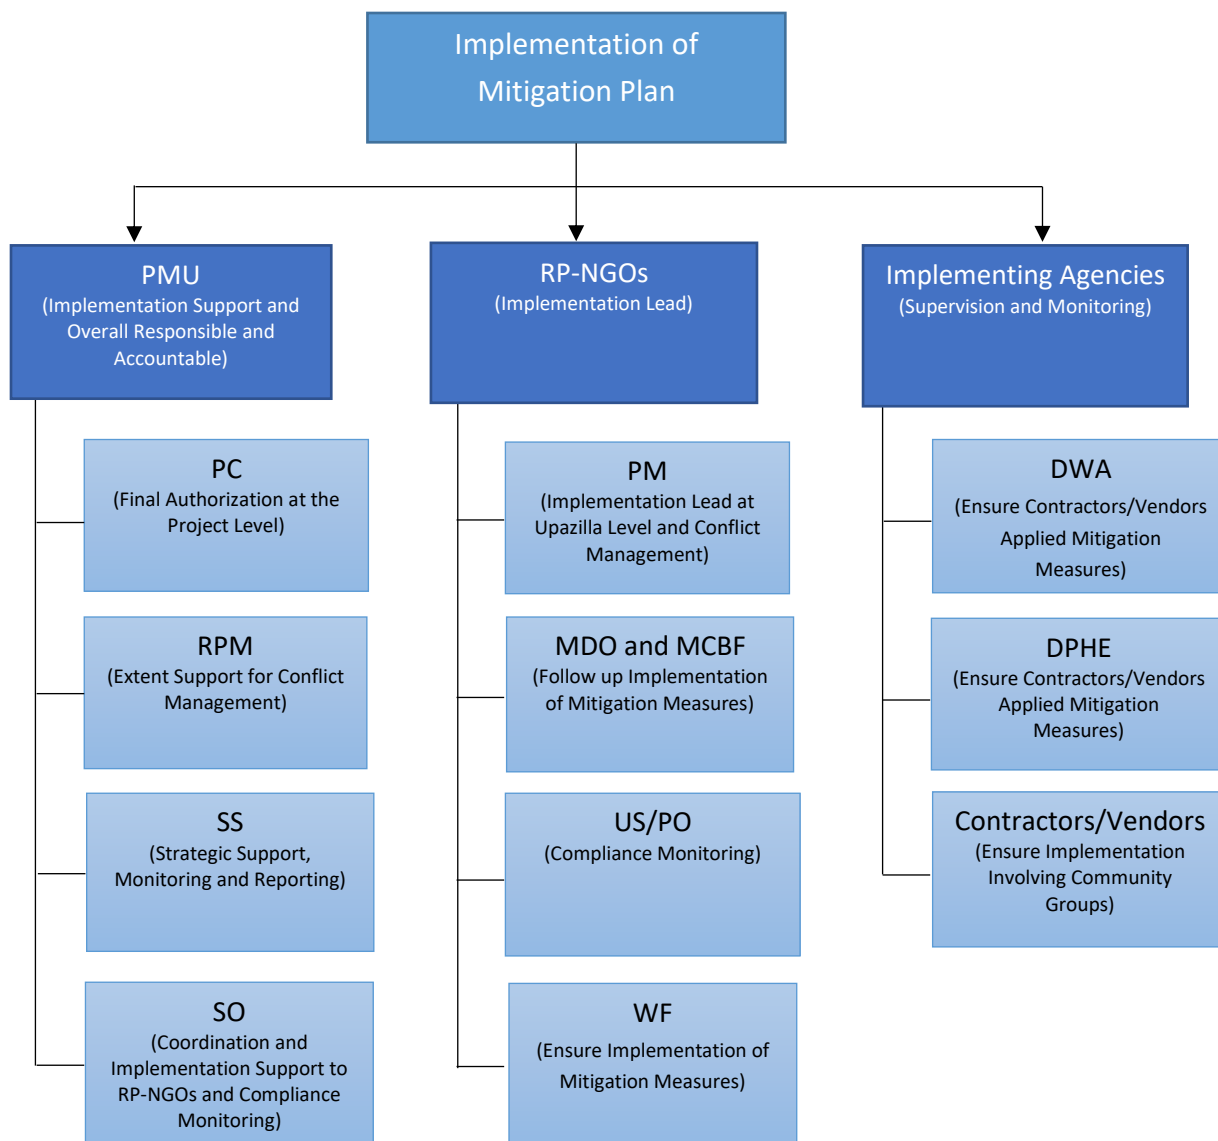 Implementation of
Mitigation Plan
PMU
(Implementation Support and
Overall Responsible and
Accountable)
RP-NGOs
(Implementation Lead)
Implementing Agencies
(Supervision and Monitoring)
PC
(Final Authorization at the
Project Level)
RPM
(Extent Support for Conflict
Management)
SS
(Strategic Support,
Monitoring and Reporting)
SO
(Coordination and
Implementation Support to
RP-NGOs and Compliance
Monitoring)
PM
(Implementation Lead at
Upazilla Level and Conflict
Management)
MDO and MCBF
(Follow up Implementation
of Mitigation Measures)
US/PO
(Compliance Monitoring)
WF
(Ensure Implementation of
Mitigation Measures)
DWA
(Ensure Contractors/Vendors
Applied Mitigation
Measures)
DPHE
(Ensure Contractors/Vendors
Applied Mitigation
Measures)
Contractors/Vendors
(Ensure Implementation
Involving Community
Groups)